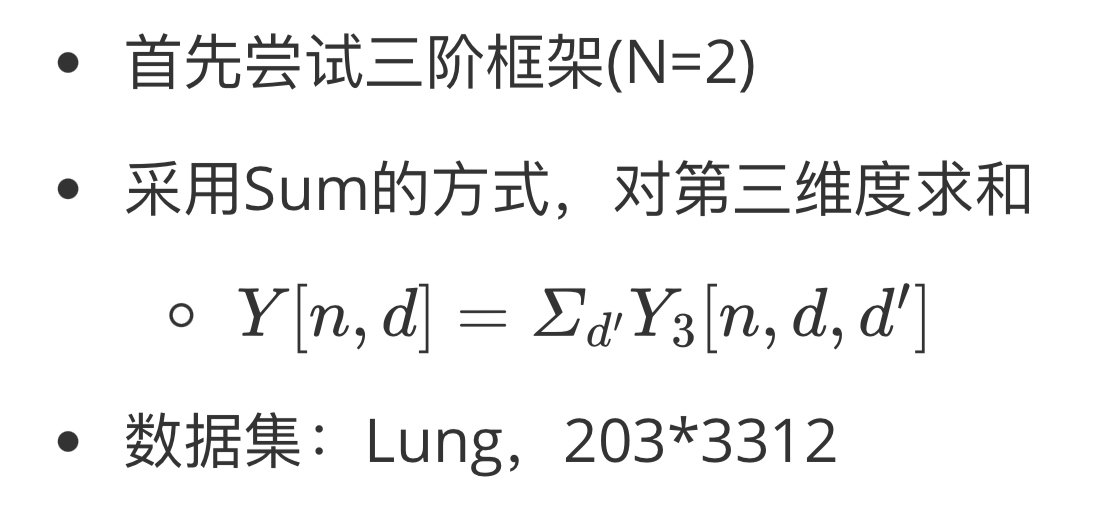 • 首先尝试三阶框架(N=2)
• 采用Sum的方式，对第三维度求和
◦ Y[n, d] = Σ_{d′} Y_3[n, d, d′]
• 数据集：Lung，203*3312